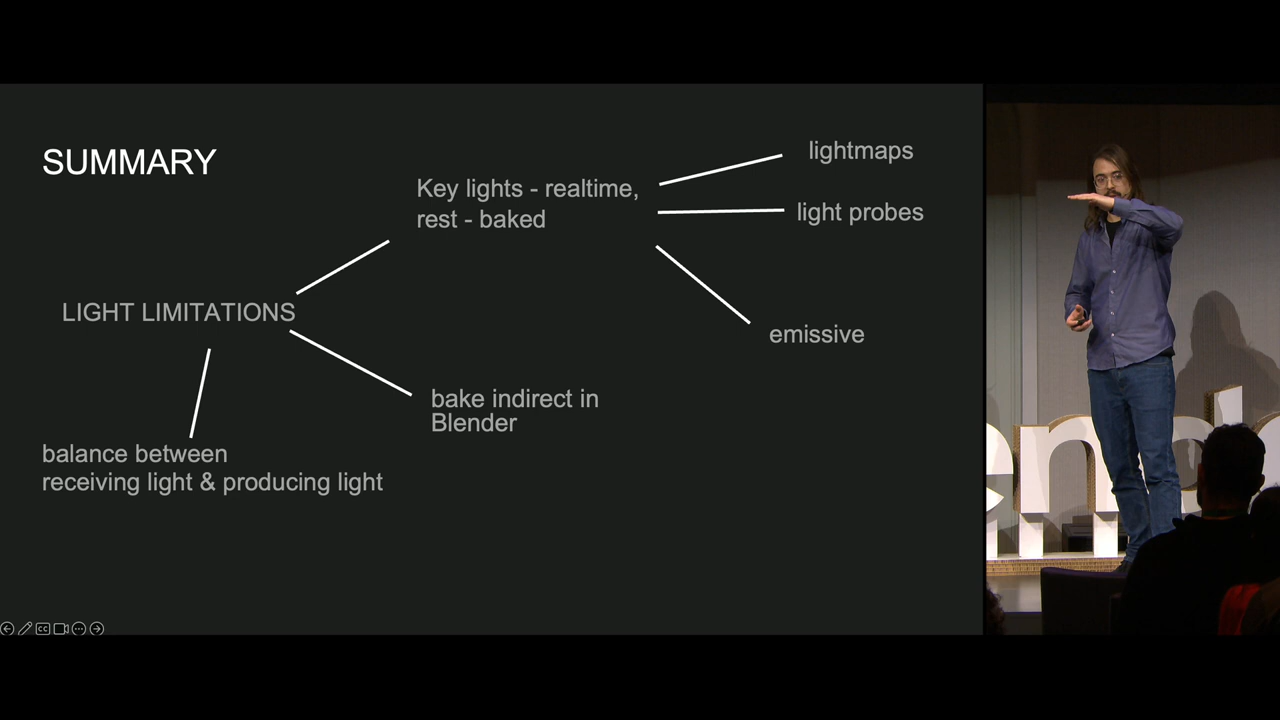 SUMMARY
Key lights - realtime,
rest - baked
lightmaps
light probes
emissive
LIGHT LIMITATIONS
bake indirect in
Blender
balance between
receiving light & producing light